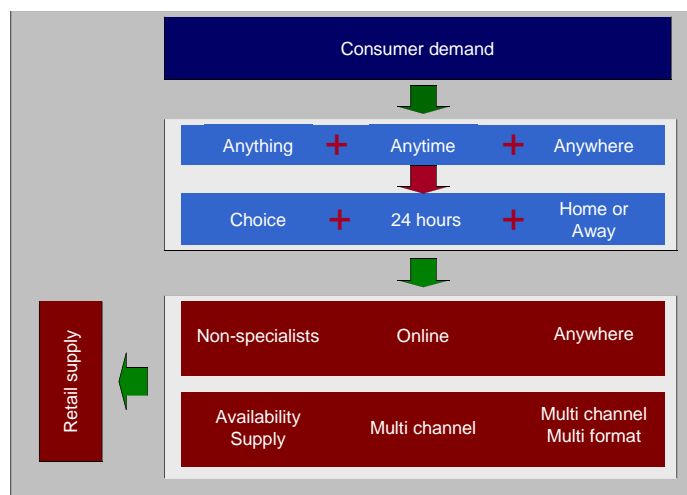 Consumer demand
Anything + Anytime + Anywhere
Choice + 24 hours + Home or
Away
Non-specialists Online Anywhere
Retail supply
Availability
Supply
Multi channel
Multi channel
Multi format